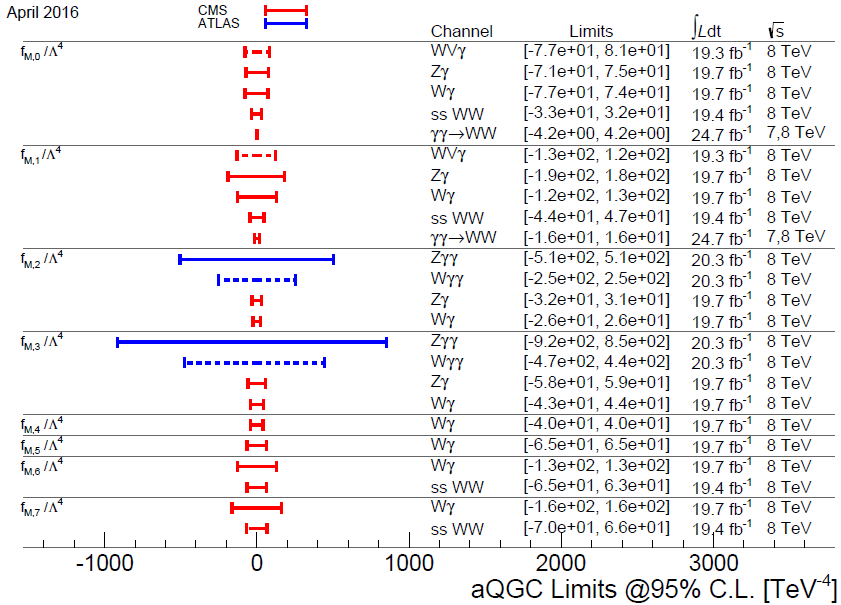 April 2016
CMS
ATLAS
Channel Limits ∫Ldt √s
f_M,0 /Λ⁴ WVγ [-7.7e+01, 8.1e+01] 19.3 fb⁻¹ 8 TeV
Zγ [-7.1e+01, 7.5e+01] 19.7 fb⁻¹ 8 TeV
Wγ [-7.7e+01, 7.4e+01] 19.7 fb⁻¹ 8 TeV
ss WW [-3.3e+01, 3.2e+01] 19.4 fb⁻¹ 8 TeV
γγ→WW [-4.2e+00, 4.2e+00] 24.7 fb⁻¹ 7,8 TeV
f_M,1 /Λ⁴ WVγ [-1.3e+02, 1.2e+02] 19.3 fb⁻¹ 8 TeV
Zγ [-1.9e+02, 1.8e+02] 19.7 fb⁻¹ 8 TeV
Wγ [-1.2e+02, 1.3e+02] 19.7 fb⁻¹ 8 TeV
ss WW [-4.4e+01, 4.7e+01] 19.4 fb⁻¹ 8 TeV
γγ→WW [-1.6e+01, 1.6e+01] 24.7 fb⁻¹ 7,8 TeV
f_M,2 /Λ⁴ Zγγ [-5.1e+02, 5.1e+02] 20.3 fb⁻¹ 8 TeV
Wγγ [-2.5e+02, 2.5e+02] 20.3 fb⁻¹ 8 TeV
Zγ [-3.2e+01, 3.1e+01] 19.7 fb⁻¹ 8 TeV
Wγ [-2.6e+01, 2.6e+01] 19.7 fb⁻¹ 8 TeV
f_M,3 /Λ⁴ Zγγ [-9.2e+02, 8.5e+02] 20.3 fb⁻¹ 8 TeV
Wγγ [-4.7e+02, 4.4e+02] 20.3 fb⁻¹ 8 TeV
Zγ [-5.8e+01, 5.9e+01] 19.7 fb⁻¹ 8 TeV
Wγ [-4.3e+01, 4.4e+01] 19.7 fb⁻¹ 8 TeV
f_M,4 /Λ⁴ Wγ [-4.0e+01, 4.0e+01] 19.7 fb⁻¹ 8 TeV
f_M,5 /Λ⁴ Wγ [-6.5e+01, 6.5e+01] 19.7 fb⁻¹ 8 TeV
f_M,6 /Λ⁴ Wγ [-1.3e+02, 1.3e+02] 19.7 fb⁻¹ 8 TeV
ss WW [-6.5e+01, 6.3e+01] 19.4 fb⁻¹ 8 TeV
f_M,7 /Λ⁴ Wγ [-1.6e+02, 1.6e+02] 19.7 fb⁻¹ 8 TeV
ss WW [-7.0e+01, 6.6e+01] 19.4 fb⁻¹ 8 TeV
-1000 0 1000 2000 3000
aQGC Limits @95% C.L. [TeV⁻⁴]